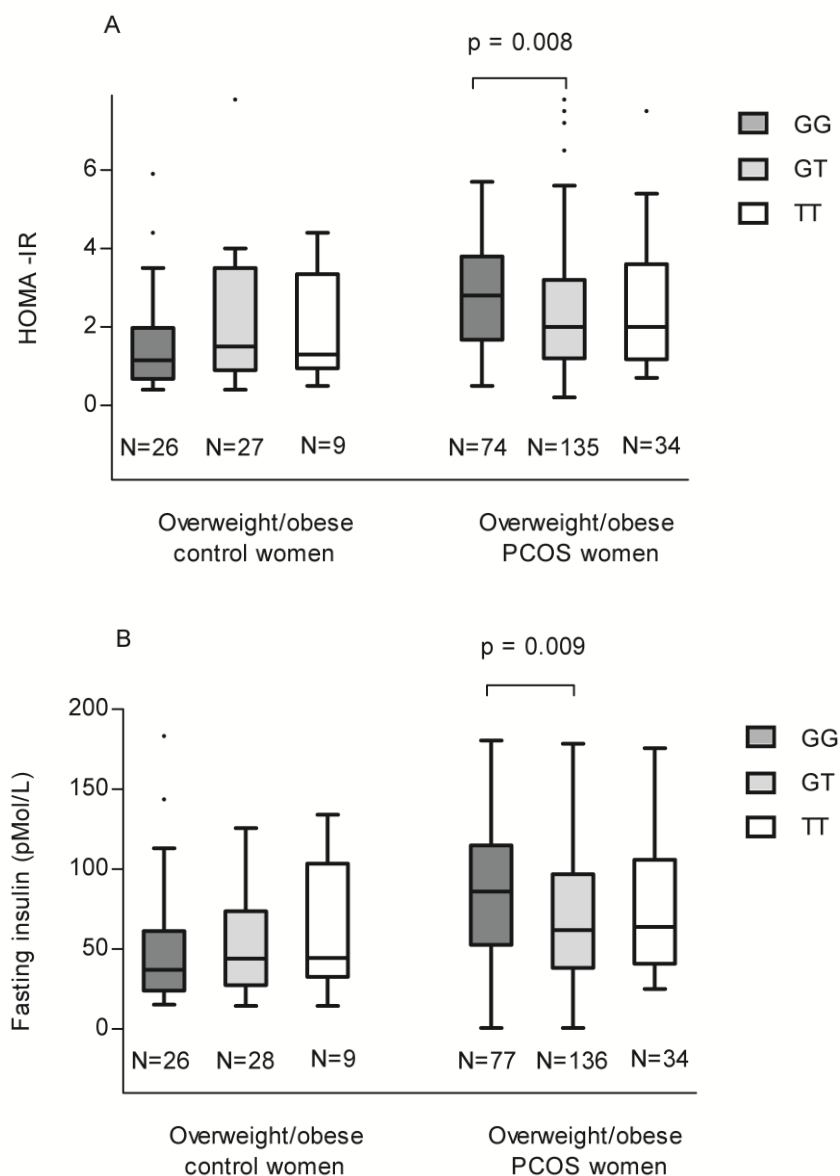 A
p = 0.008
GG
GT
TT
HOMA -IR
6
4
2
0
N=26 N=27 N=9 N=74 N=135 N=34
Overweight/obese control women
Overweight/obese PCOS women
B
p = 0.009
GG
GT
TT
Fasting insulin (pMol/L)
200
150
100
50
0
N=26 N=28 N=9 N=77 N=136 N=34
Overweight/obese control women
Overweight/obese PCOS women